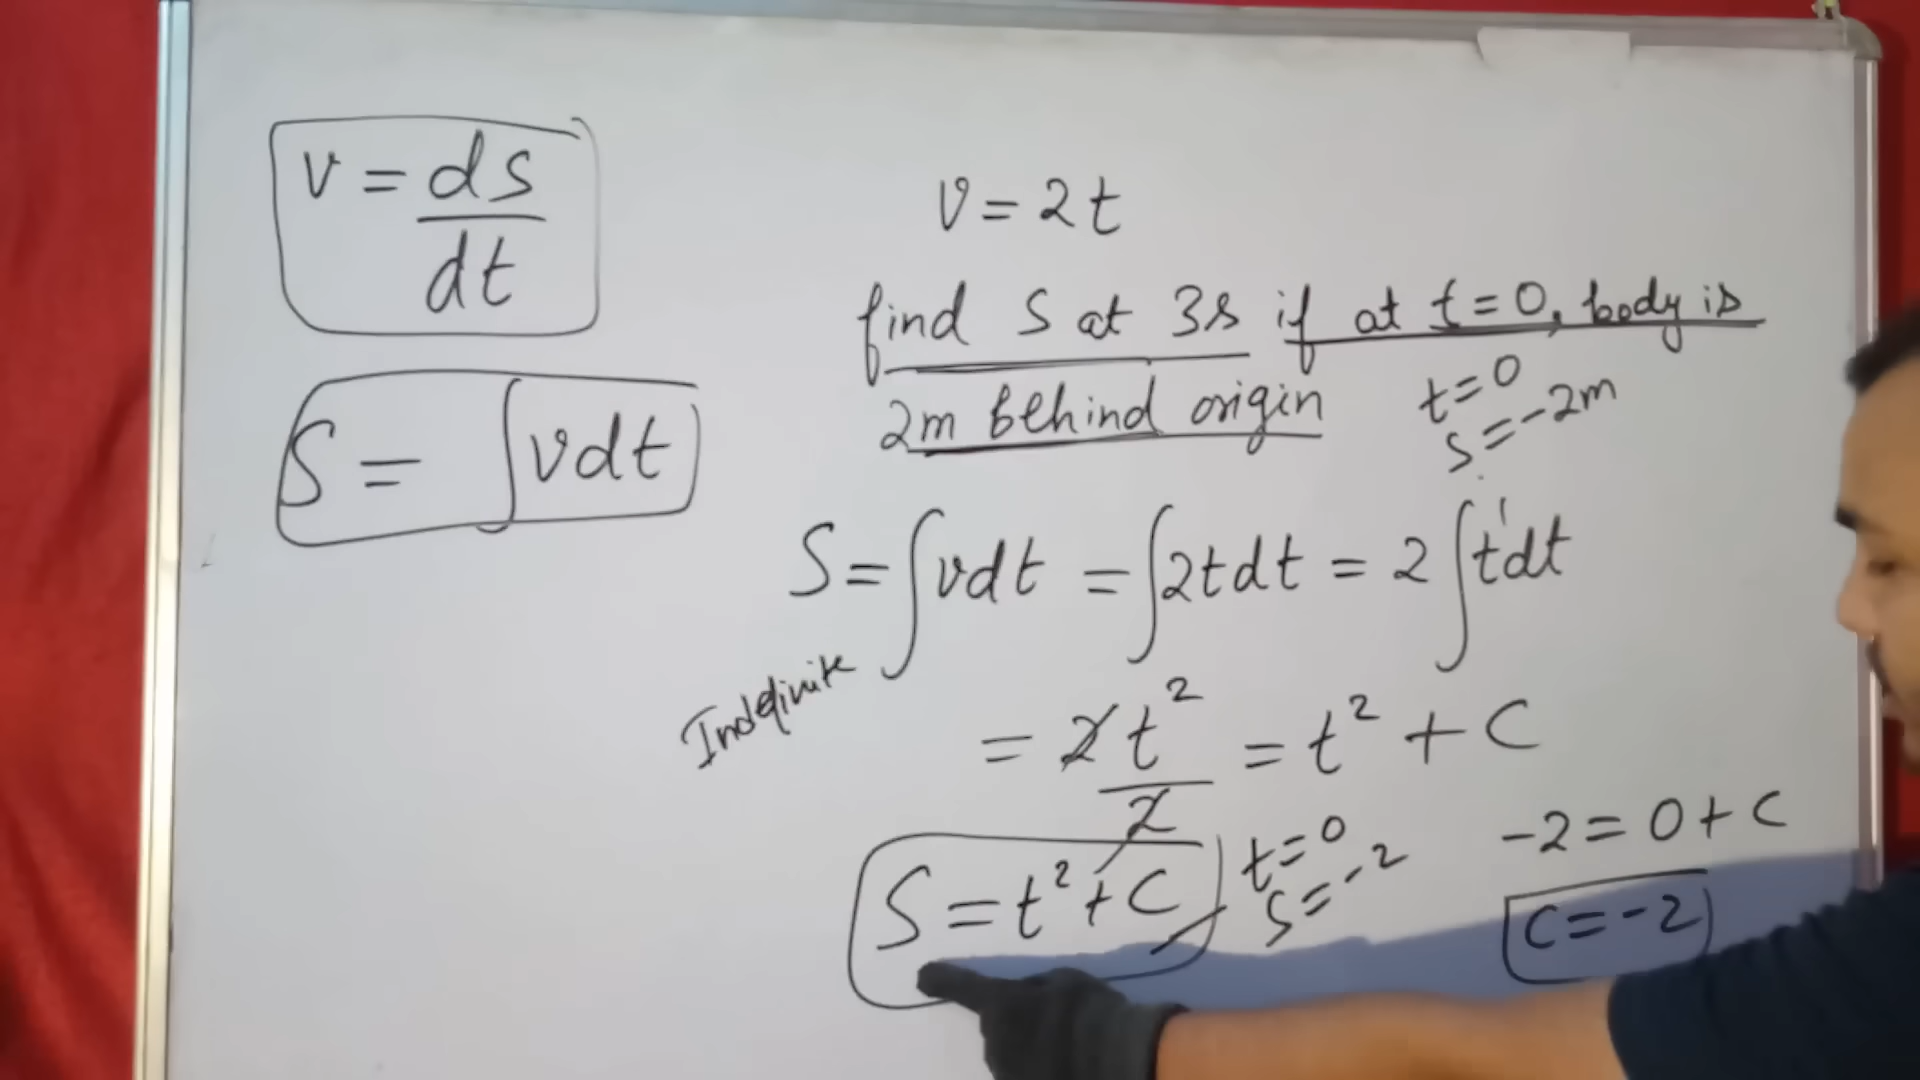 v = ds/dt
S = ∫vdt
v = 2t
find S at 3s if at t=0, body is
2m behind origin
t=0
s=-2m
S = ∫vdt = ∫2tdt = 2∫t¹dt
Indefinite
= 2t²/2 = t² + C
S = t² + C
t=0
s=-2
-2 = 0 + C
C = -2